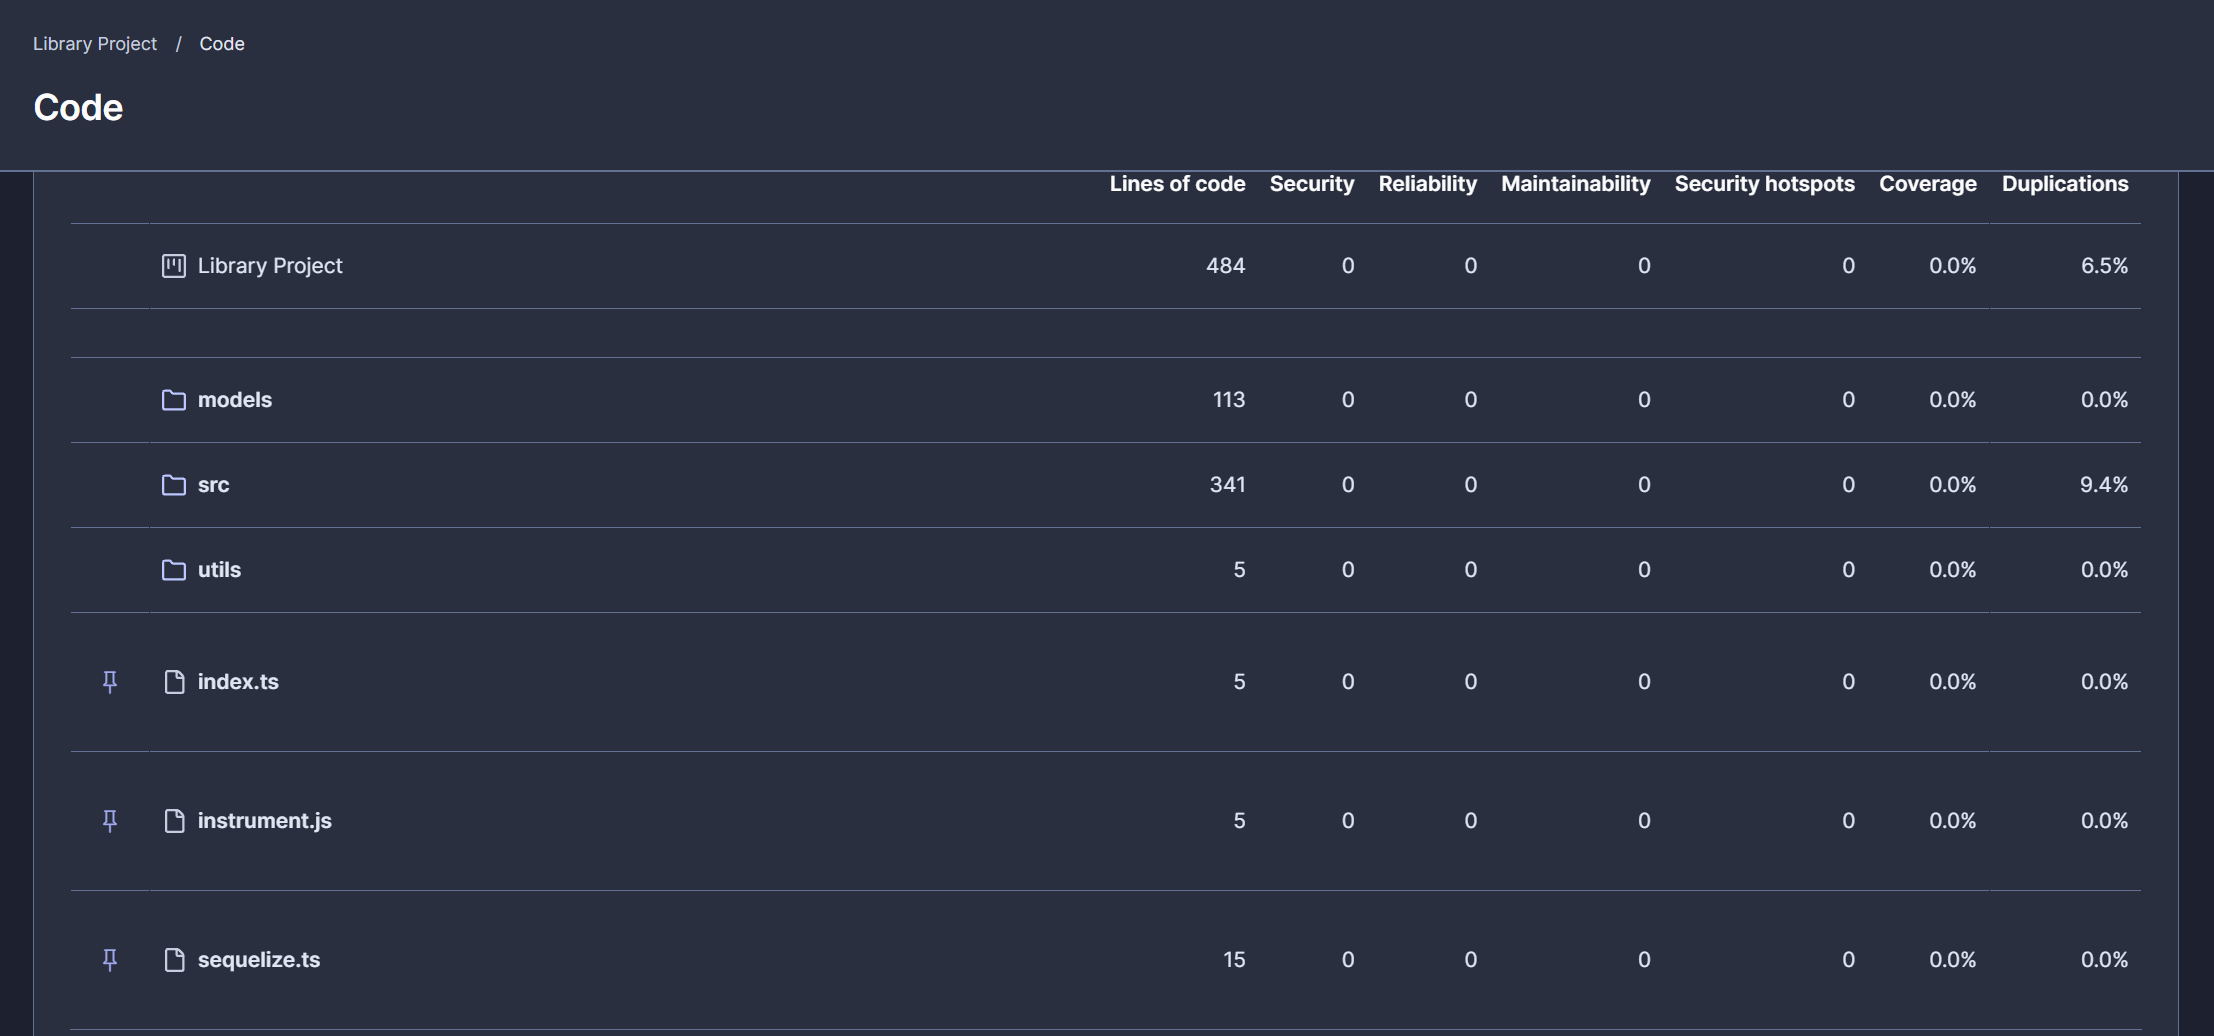 Library Project / Code
Code
Lines of code Security Reliability Maintainability Security hotspots Coverage Duplications
Library Project 484 0 0 0 0 0.0% 6.5%
models 113 0 0 0 0 0.0% 0.0%
src 341 0 0 0 0 0.0% 9.4%
utils 5 0 0 0 0 0.0% 0.0%
index.ts 5 0 0 0 0 0.0% 0.0%
instrument.js 5 0 0 0 0 0.0% 0.0%
sequelize.ts 15 0 0 0 0 0.0% 0.0%